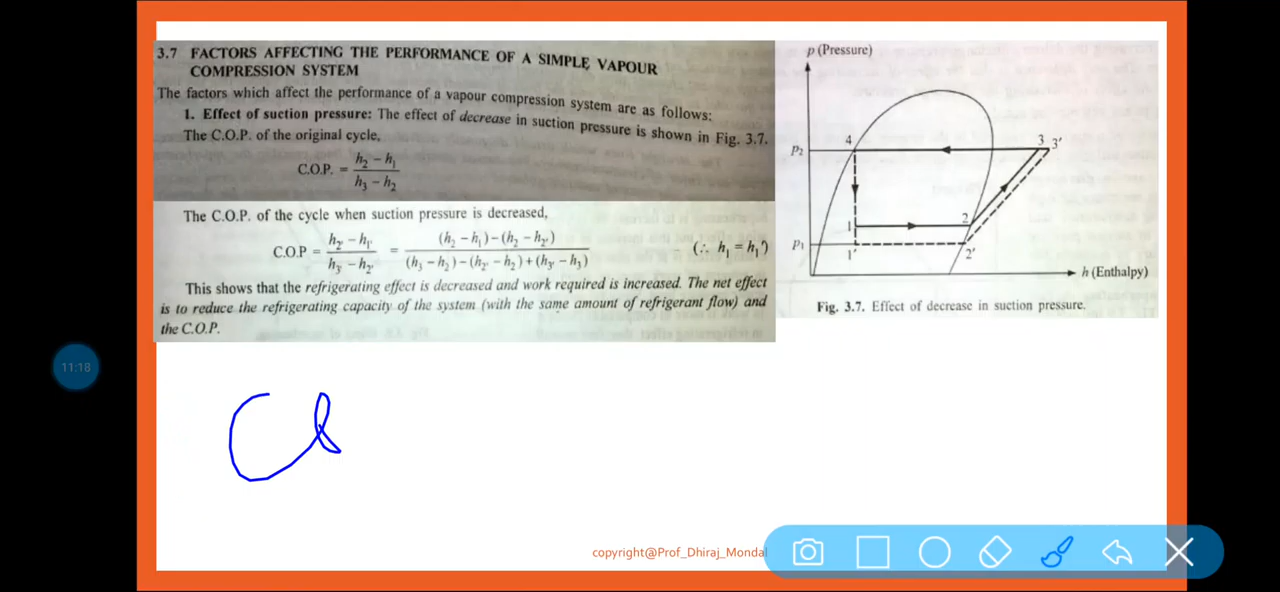 3.7 FACTORS AFFECTING THE PERFORMANCE OF A SIMPLE VAPOUR
COMPRESSION SYSTEM
The factors which affect the performance of a vapour compression system are as follows:
1. Effect of suction pressure: The effect of decrease in suction pressure is shown in Fig. 3.7.
The C.O.P. of the original cycle,
C.O.P. = (h2 – h1) / (h3 – h2)
The C.O.P. of the cycle when suction pressure is decreased,
C.O.P = (h2' – h1') / (h3' – h2') = ((h2 – h1) – (h2 – h2')) / ((h3 – h2) – (h2' – h2) + (h3' – h3)) (∴ h1 = h1')
This shows that the refrigerating effect is decreased and work required is increased. The net effect
is to reduce the refrigerating capacity of the system (with the same amount of refrigerant flow) and
the C.O.P.
p (Pressure)
4 3 3'
p2
1 2
p1
1' 2'
h (Enthalpy)
Fig. 3.7. Effect of decrease in suction pressure.
11:18
copyright@Prof_Dhiraj_Mondal